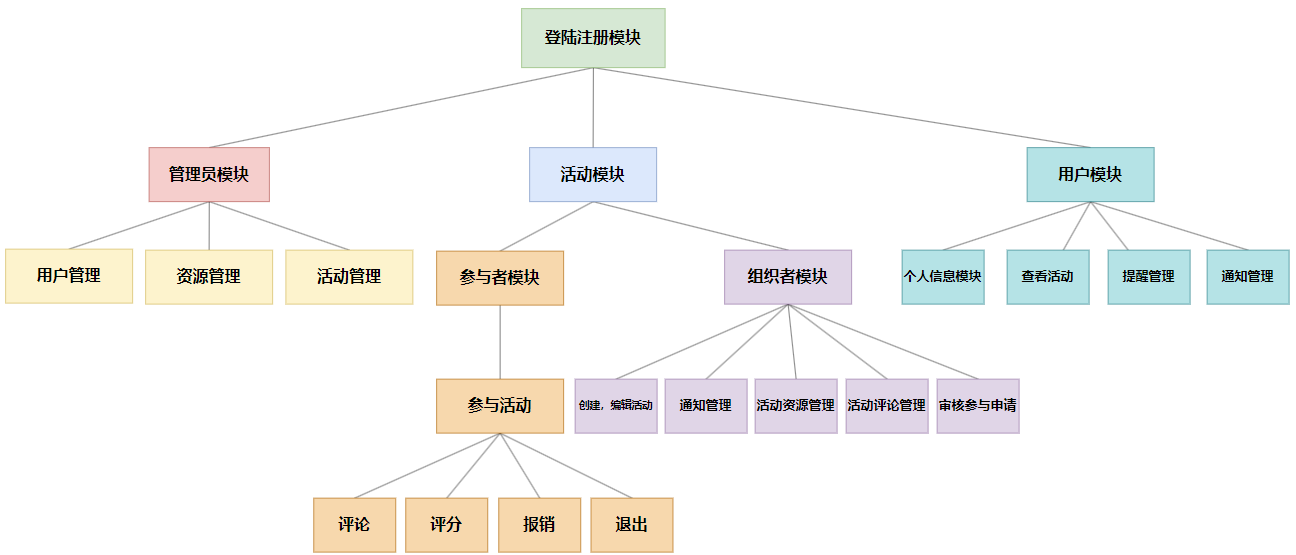 登陆注册模块
管理员模块
活动模块
用户模块
用户管理
资源管理
活动管理
参与者模块
组织者模块
个人信息模块
查看活动
提醒管理
通知管理
参与活动
创建，编辑活动
通知管理
活动资源管理
活动评论管理
审核参与申请
评论
评分
报销
退出